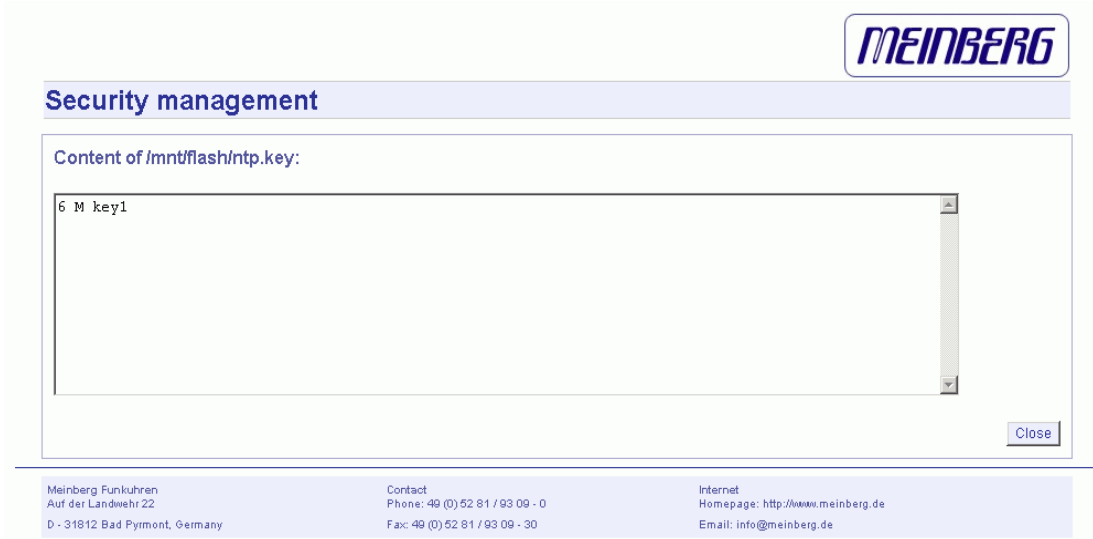 MEINBERG
Security management
Content of /mnt/flash/ntp.key:
6 M key1
Close
Meinberg Funkuhren
Auf der Landwehr 22
D - 31812 Bad Pyrmont, Germany
Contact
Phone: 49 (0) 52 81 / 93 09 - 0
Fax: 49 (0) 52 81 / 93 09 - 30
Internet
Homepage: http://www.meinberg.de
Email: info@meinberg.de